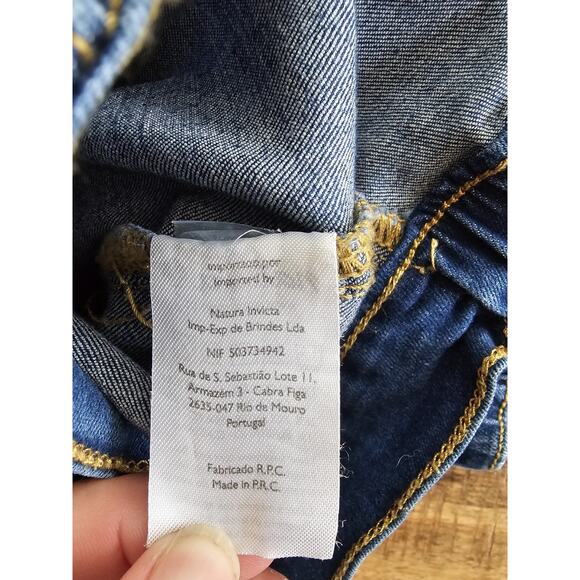 Importado por
Imported by
Natura Invicta
Imp-Exp de Brindes Lda
NIF 503734942
Rua de S. Sebastião Lote 11,
Armazém 3 - Cabra Figa
2635-047 Rio de Mouro
Portugal
Fabricado R.P.C.
Made in P.R.C.